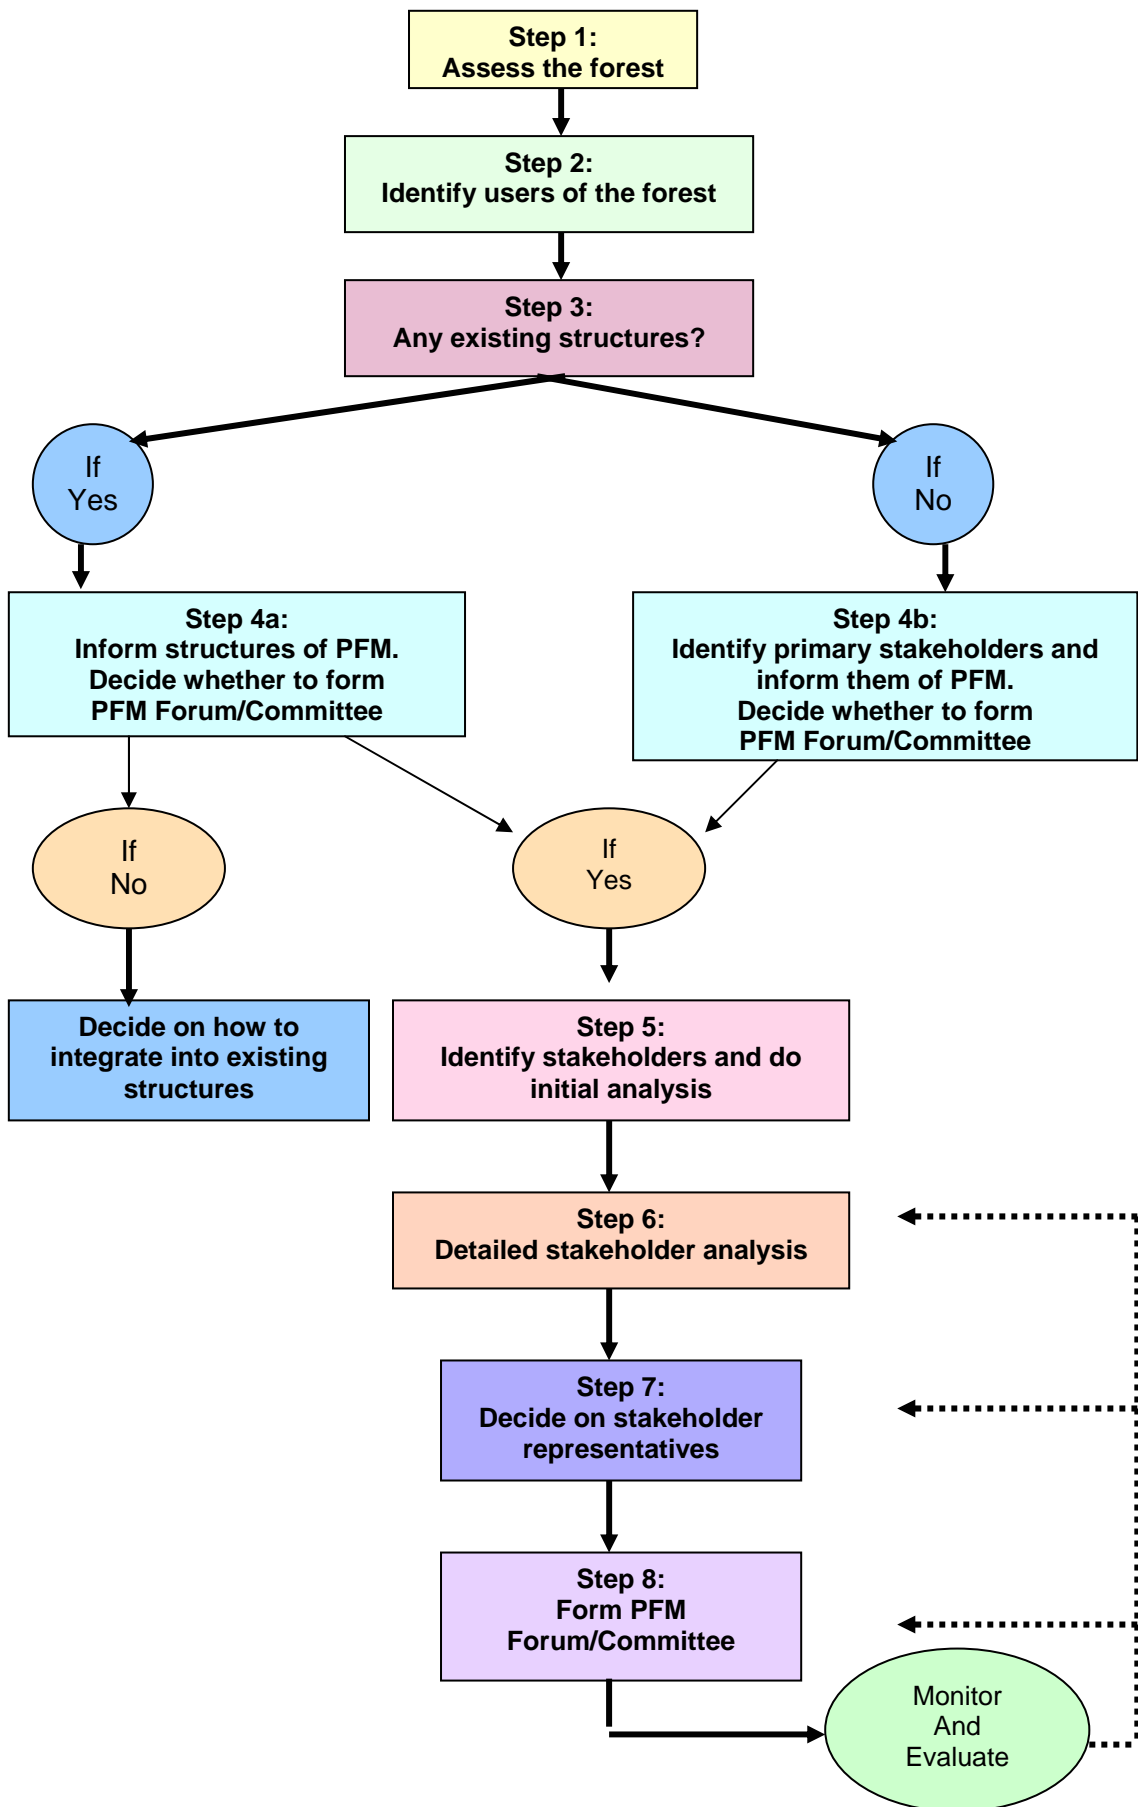 Step 1:
Assess the forest
Step 2:
Identify users of the forest
Step 3:
Any existing structures?
If
Yes
If
No
Step 4a:
Inform structures of PFM.
Decide whether to form
PFM Forum/Committee
Step 4b:
Identify primary stakeholders and
inform them of PFM.
Decide whether to form
PFM Forum/Committee
If
No
If
Yes
Decide on how to
integrate into existing
structures
Step 5:
Identify stakeholders and do
initial analysis
Step 6:
Detailed stakeholder analysis
Step 7:
Decide on stakeholder
representatives
Step 8:
Form PFM
Forum/Committee
Monitor
And
Evaluate